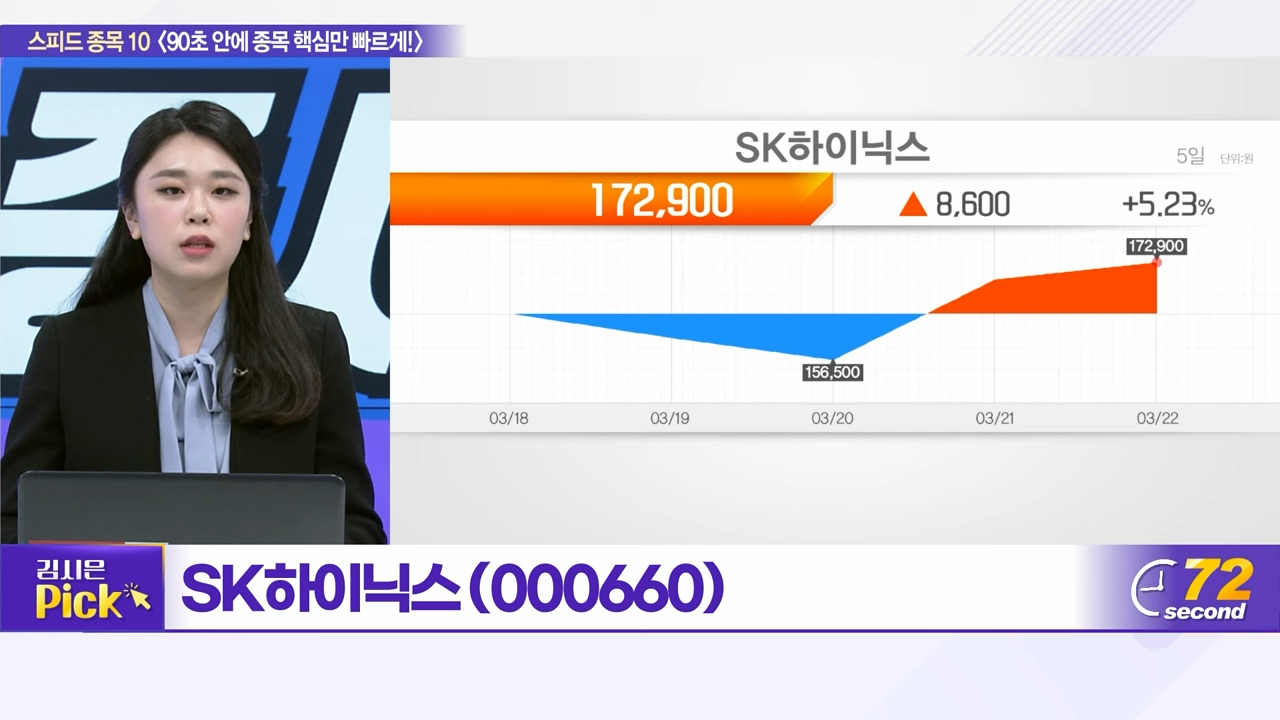 스피드 종목 10 〈90초 안에 종목 핵심만 빠르게!〉
SK하이닉스
5일 단위:원
172,900 ▲ 8,600 +5.23%
172,900
156,500
03/18 03/19 03/20 03/21 03/22
김시은
Pick
SK하이닉스(000660)
72
second